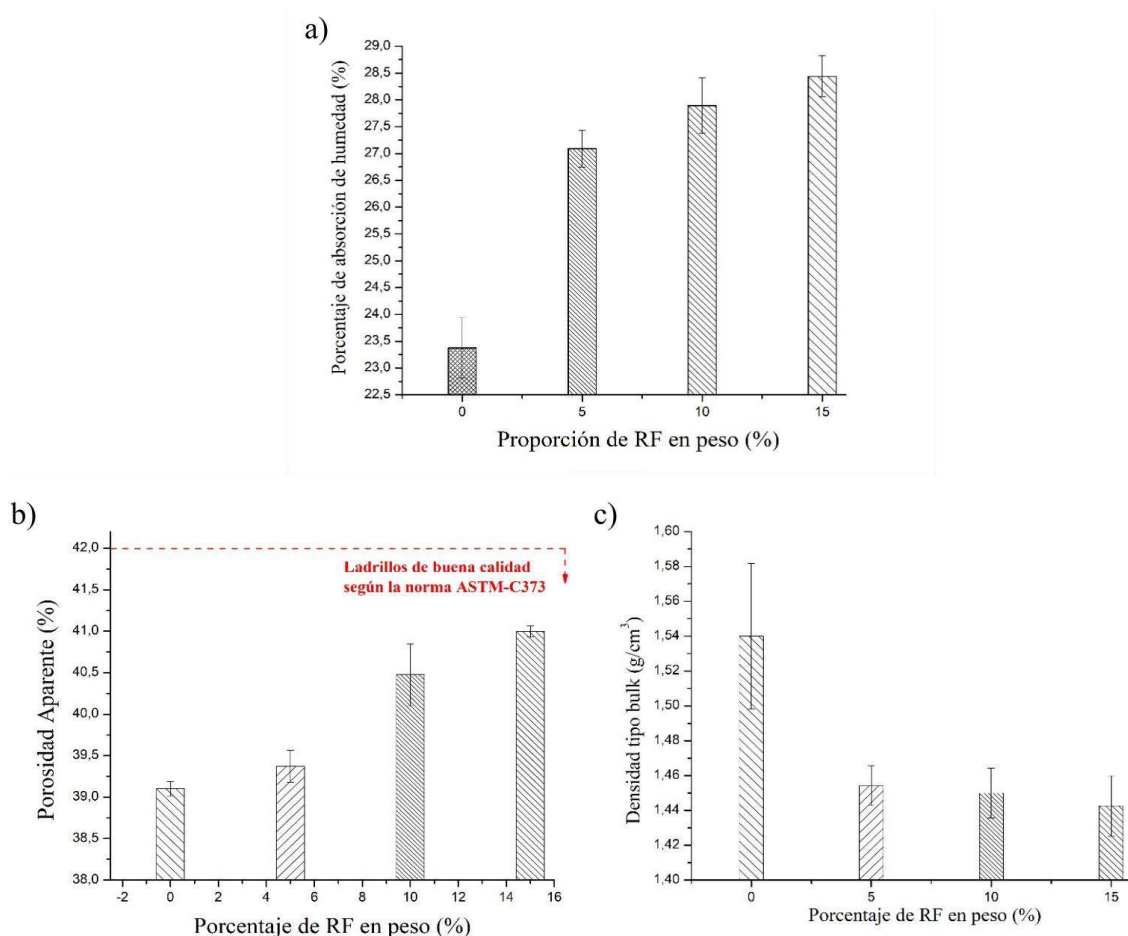 a)
Porcentaje de absorción de humedad (%)
29,0
28,5
28,0
27,5
27,0
26,5
26,0
25,5
25,0
24,5
24,0
23,5
23,0
22,5
0 5 10 15
Proporción de RF en peso (%)
b)
Porosidad Aparente (%)
42,0
41,5
41,0
40,5
40,0
39,5
39,0
38,5
38,0
Ladrillos de buena calidad
según la norma ASTM-C373
-2 0 2 4 6 8 10 12 14 16
Porcentaje de RF en peso (%)
c)
Densidad tipo bulk (g/cm³)
1,60
1,58
1,56
1,54
1,52
1,50
1,48
1,46
1,44
1,42
1,40
0 5 10 15
Porcentaje de RF en peso (%)